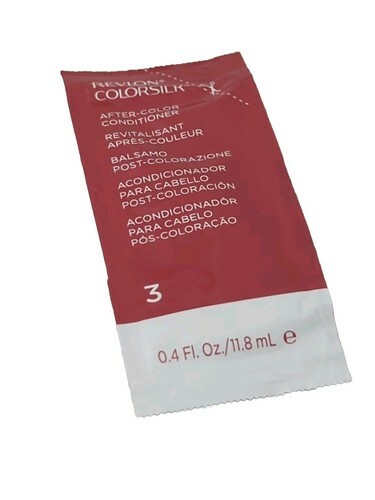 REVLON®
COLORSILK
AFTER-COLOR
CONDITIONER
REVITALISANT
APRÈS-COULEUR
BALSAMO
POST-COLORAZIONE
ACONDICIONADOR
PARA CABELLO
POST-COLORACIÓN
ACONDICIONADOR
PARA CABELO
PÓS-COLORAÇÃO
3
0.4 Fl. Oz./11.8 mL ℮